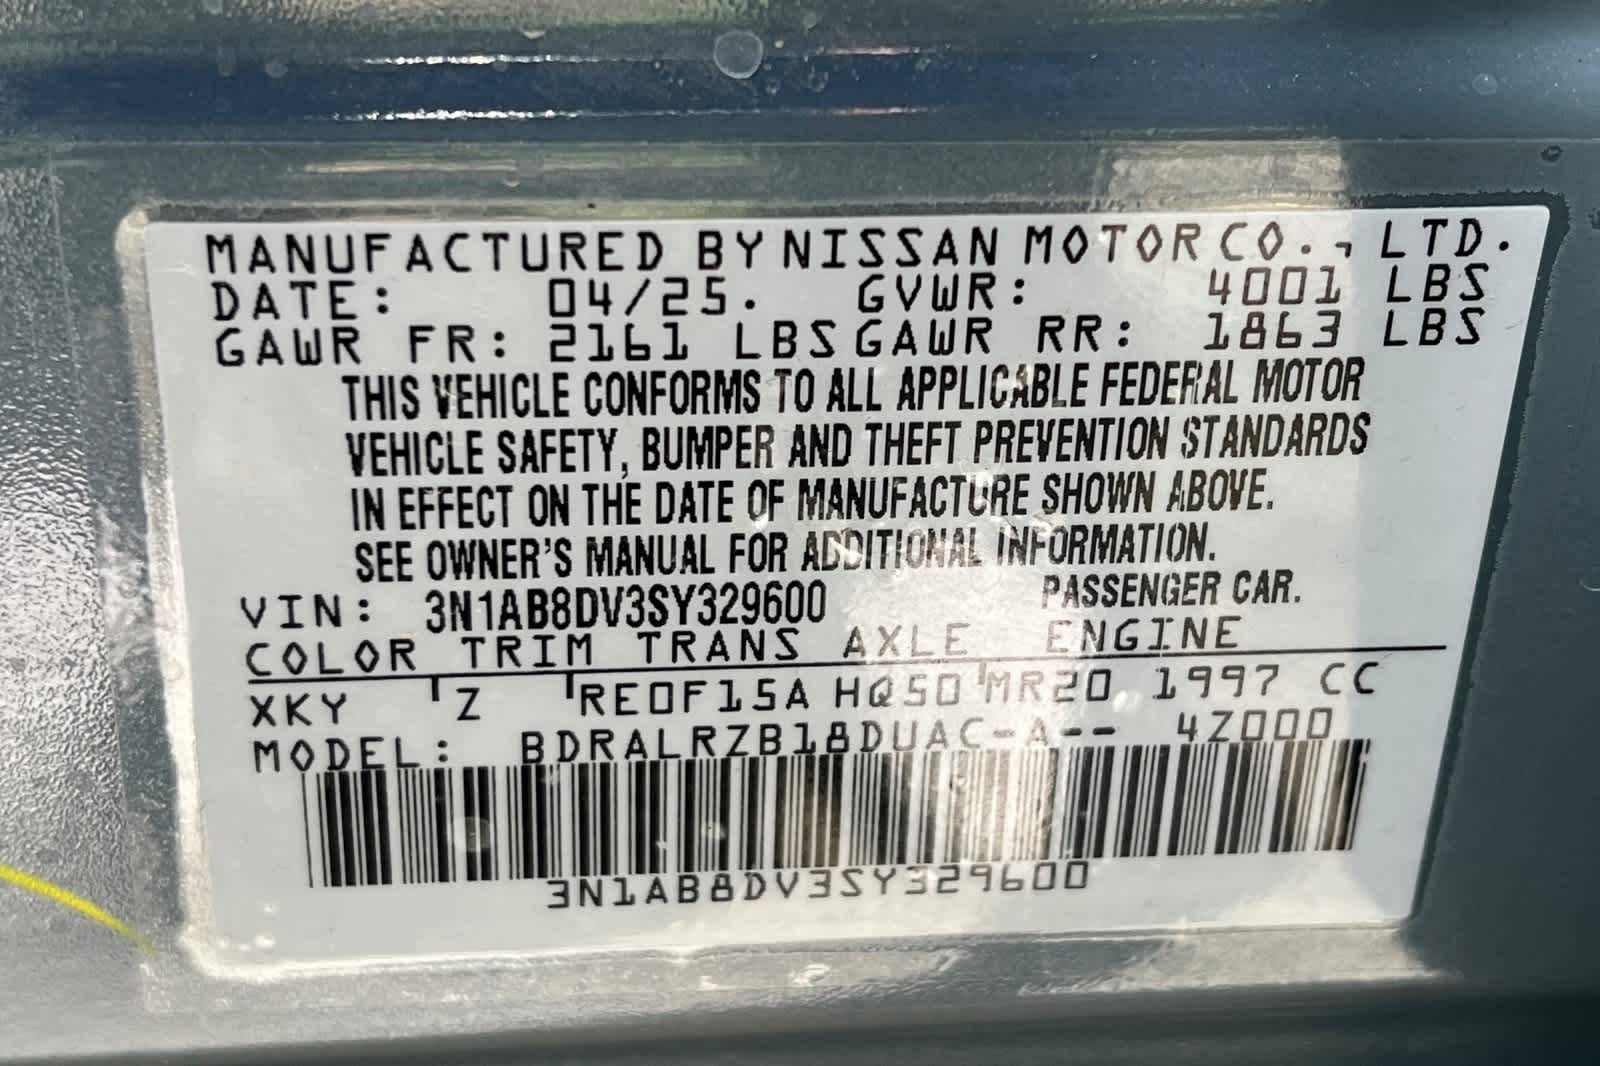 MANUFACTURED BY NISSAN MOTOR CO., LTD.
DATE: 04/25. GVWR: 4001 LBS
GAWR FR: 2161 LBS GAWR RR: 1863 LBS
THIS VEHICLE CONFORMS TO ALL APPLICABLE FEDERAL MOTOR
VEHICLE SAFETY, BUMPER AND THEFT PREVENTION STANDARDS
IN EFFECT ON THE DATE OF MANUFACTURE SHOWN ABOVE.
SEE OWNER'S MANUAL FOR ADDITIONAL INFORMATION.
VIN: 3N1AB8DV3SY329600 PASSENGER CAR.
COLOR TRIM TRANS AXLE ENGINE
XKY Z RE0F15A HQ50 MR20 1997 CC
MODEL: BDRALRZB18DUAC-A-- 4Z000
3N1AB8DV3SY329600